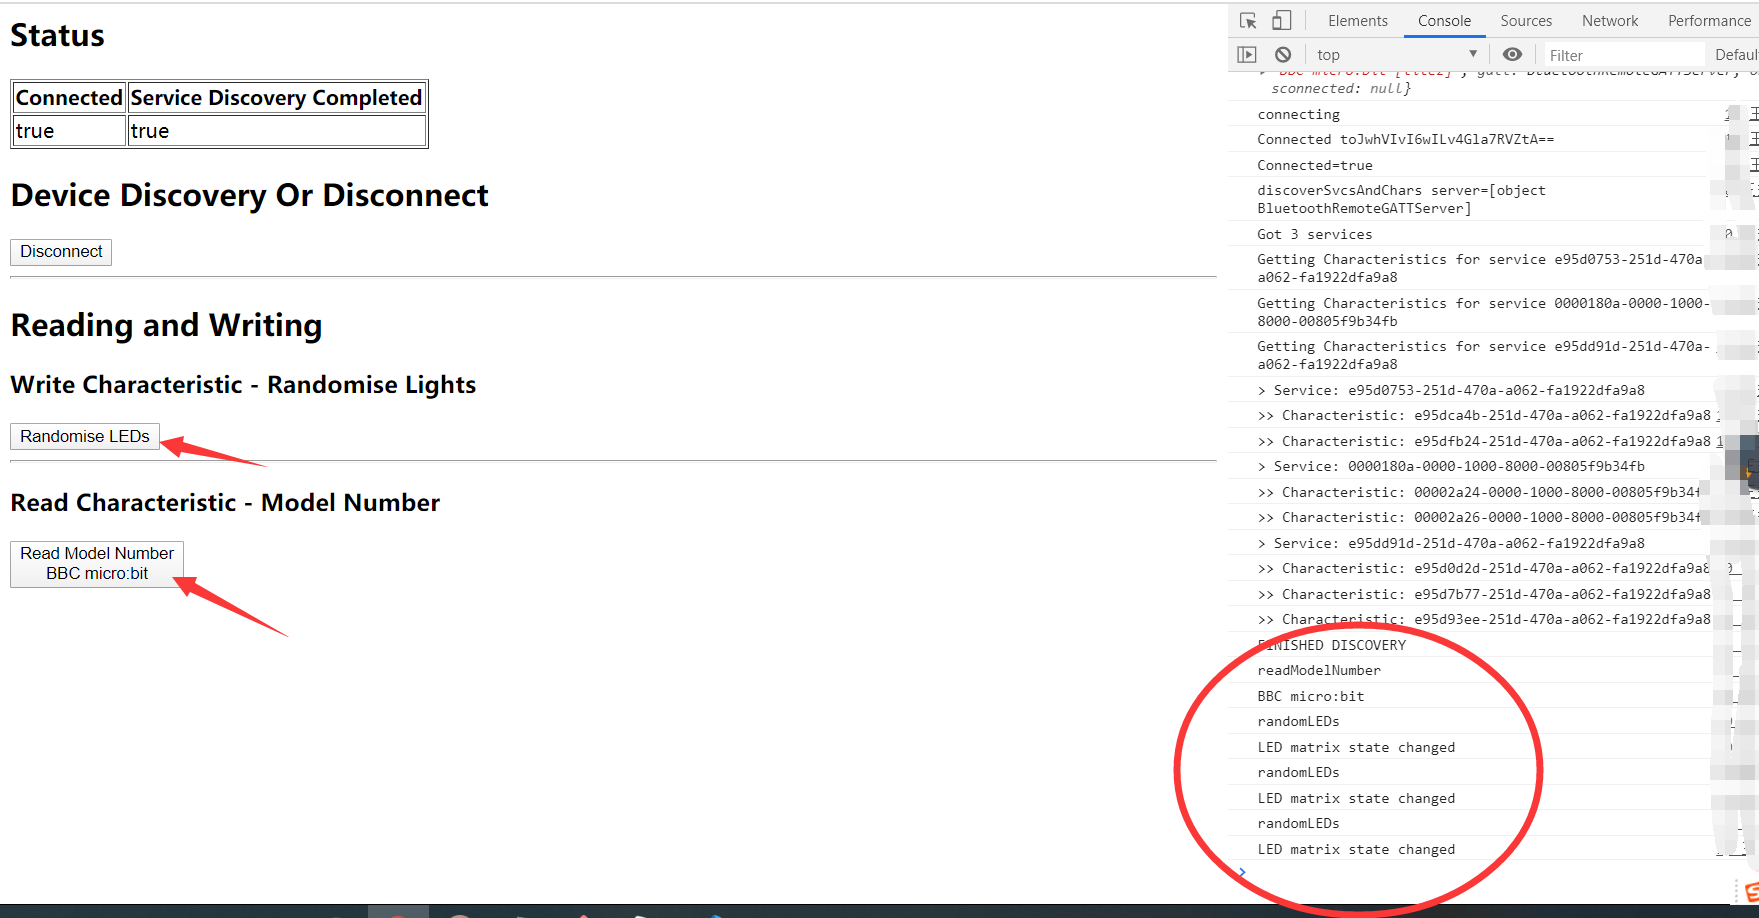 Status
Connected Service Discovery Completed
true true
Device Discovery Or Disconnect
Disconnect
Reading and Writing
Write Characteristic - Randomise Lights
Randomise LEDs
Read Characteristic - Model Number
Read Model Number
BBC micro:bit
Elements Console Sources Network Performance
top Filter Defaul
sconnected: null}
connecting
Connected toJwhVIvI6wILv4Gla7RVZtA==
Connected=true
discoverSvcsAndChars server=[object
BluetoothRemoteGATTServer]
Got 3 services
Getting Characteristics for service e95d0753-251d-470a
a062-fa1922dfa9a8
Getting Characteristics for service 0000180a-0000-1000-
8000-00805f9b34fb
Getting Characteristics for service e95dd91d-251d-470a-
a062-fa1922dfa9a8
> Service: e95d0753-251d-470a-a062-fa1922dfa9a8
>> Characteristic: e95dca4b-251d-470a-a062-fa1922dfa9a8
>> Characteristic: e95dfb24-251d-470a-a062-fa1922dfa9a8
> Service: 0000180a-0000-1000-8000-00805f9b34fb
>> Characteristic: 00002a24-0000-1000-8000-00805f9b34f
>> Characteristic: 00002a26-0000-1000-8000-00805f9b34f
> Service: e95dd91d-251d-470a-a062-fa1922dfa9a8
>> Characteristic: e95d0d2d-251d-470a-a062-fa1922dfa9a8
>> Characteristic: e95d7b77-251d-470a-a062-fa1922dfa9a8
>> Characteristic: e95d93ee-251d-470a-a062-fa1922dfa9a8
FINISHED DISCOVERY
readModelNumber
BBC micro:bit
randomLEDs
LED matrix state changed
randomLEDs
LED matrix state changed
randomLEDs
LED matrix state changed
>